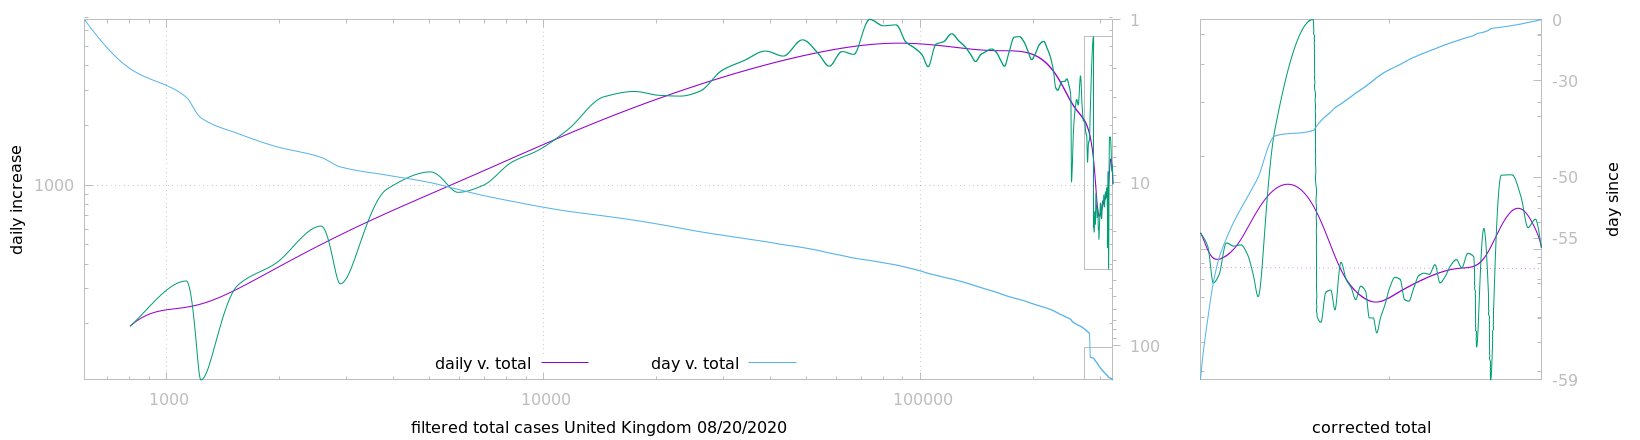 daily increase
1000
daily v. total
day v. total
1000
10000
100000
filtered total cases United Kingdom 08/20/2020
1
10
100
0
-30
-50
-55
-59
day since
corrected total